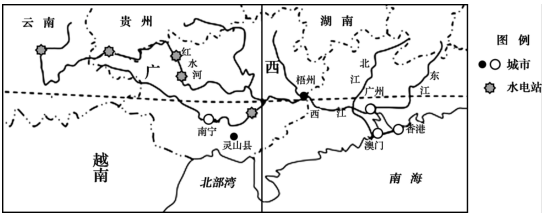 云南
贵州
湖南
图例
城市
水电站
红
水
河
广
西
梧州
北
江
东
江
广州
西
江
南宁
灵山县
香港
澳门
越
南
北部湾
南海